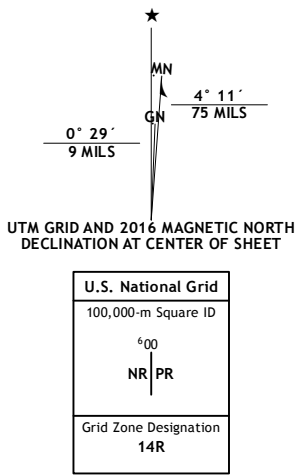 ★
MN
4° 11´
75 MILS
GN
0° 29´
9 MILS
UTM GRID AND 2016 MAGNETIC NORTH
DECLINATION AT CENTER OF SHEET
U.S. National Grid
100,000-m Square ID
⁶00
NR PR
Grid Zone Designation
14R